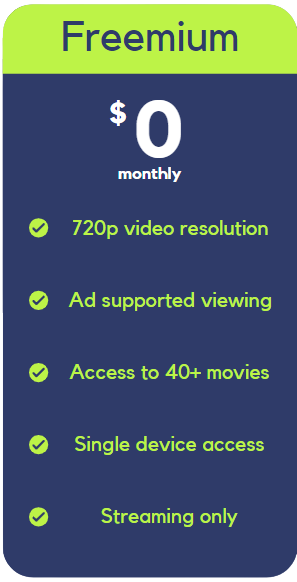 Freemium
$ 0
monthly
720p video resolution
Ad supported viewing
Access to 40+ movies
Single device access
Streaming only